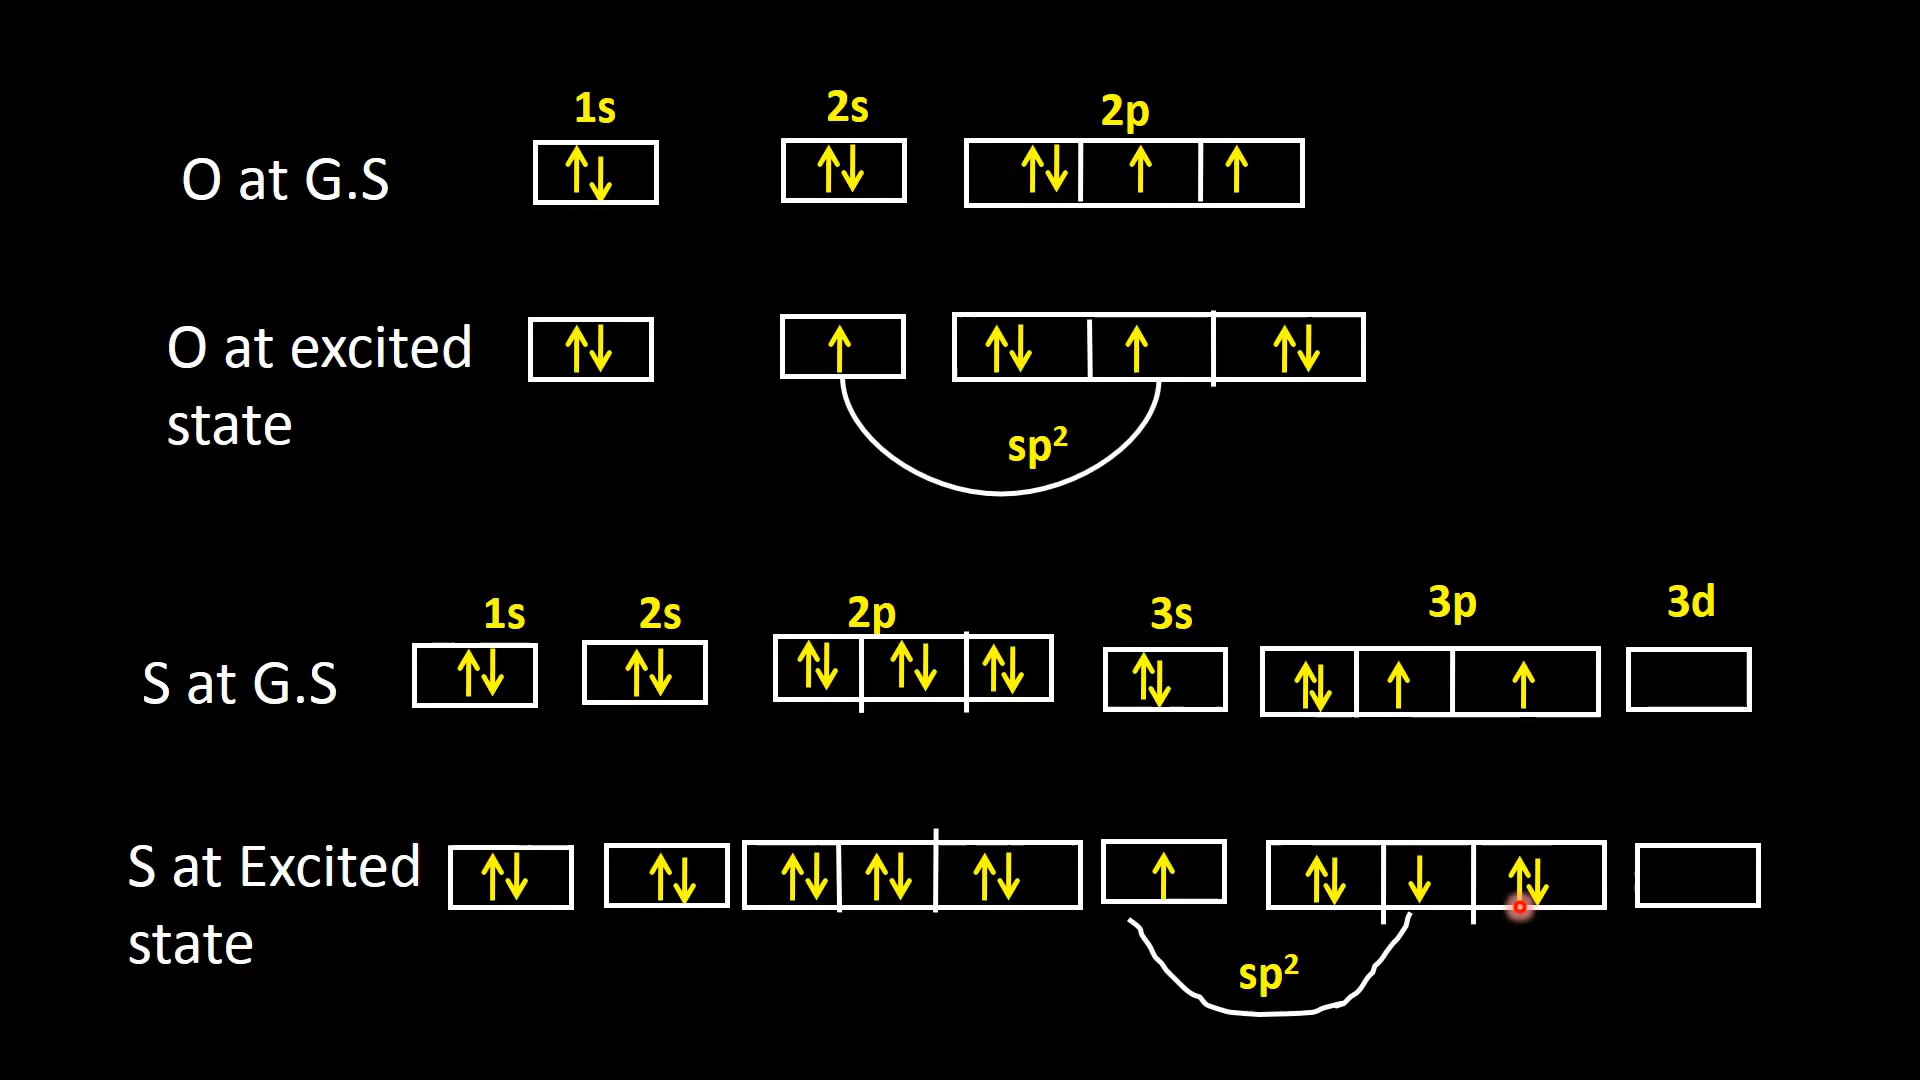 1s 2s 2p
O at G.S
O at excited
state
sp²
1s 2s 2p 3s 3p 3d
S at G.S
S at Excited
state
sp²